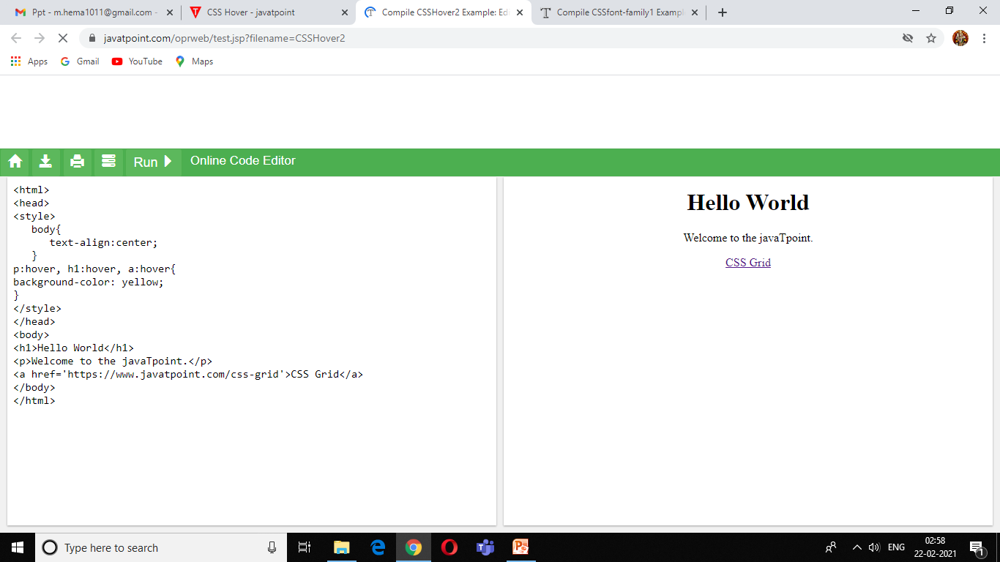 Ppt - m.hema1011@gmail.com -
CSS Hover - javatpoint
Compile CSSHover2 Example: Edi
Compile CSSfont-family1 Exampl
javatpoint.com/oprweb/test.jsp?filename=CSSHover2
Apps
Gmail
YouTube
Maps
Run
Online Code Editor
<html>
<head>
<style>
   body{
      text-align:center;
   }
p:hover, h1:hover, a:hover{
background-color: yellow;
}
</style>
</head>
<body>
<h1>Hello World</h1>
<p>Welcome to the javaTpoint.</p>
<a href='https://www.javatpoint.com/css-grid'>CSS Grid</a>
</body>
</html>
Hello World
Welcome to the javaTpoint.
CSS Grid
Type here to search
ENG
02:58
22-02-2021
1